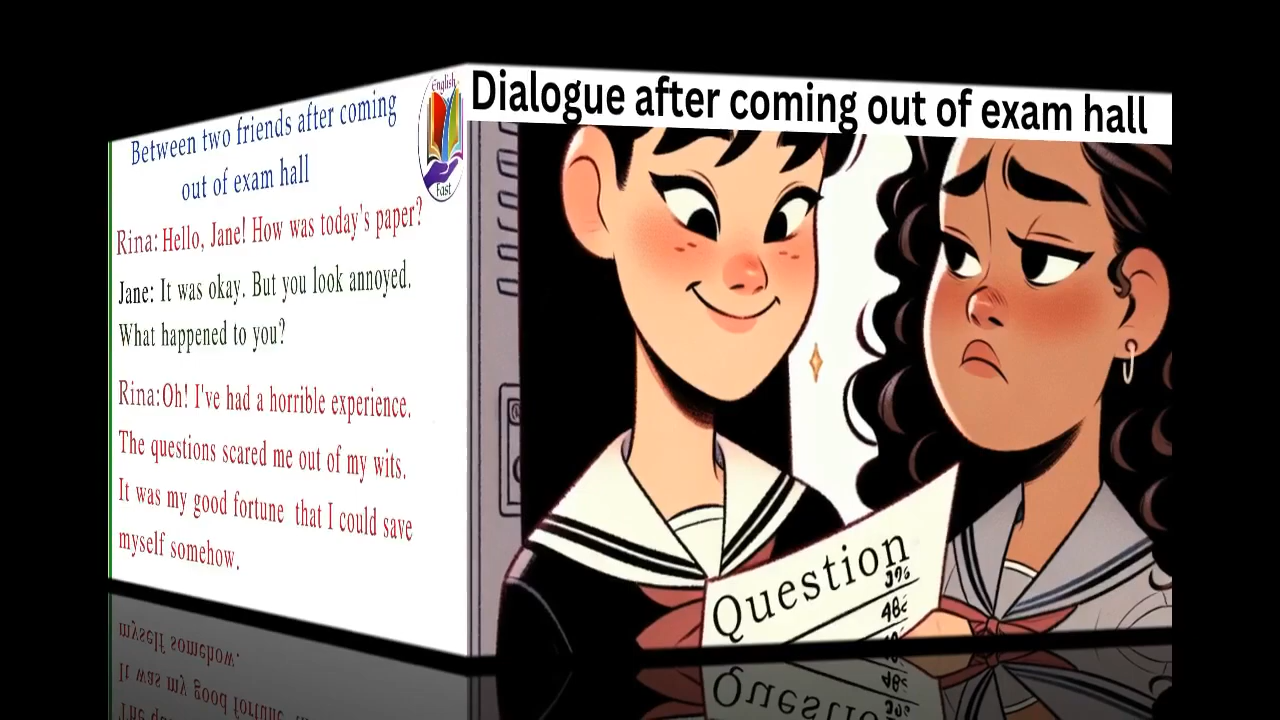 Between two friends after coming
out of exam hall
Rina: Hello, Jane! How was today's paper?
Jane: It was okay. But you look annoyed.
What happened to you?
Rina:Oh! I've had a horrible experience.
The questions scared me out of my wits.
It was my good fortune that I could save
myself somehow.
English
Fast
Dialogue after coming out of exam hall
Question